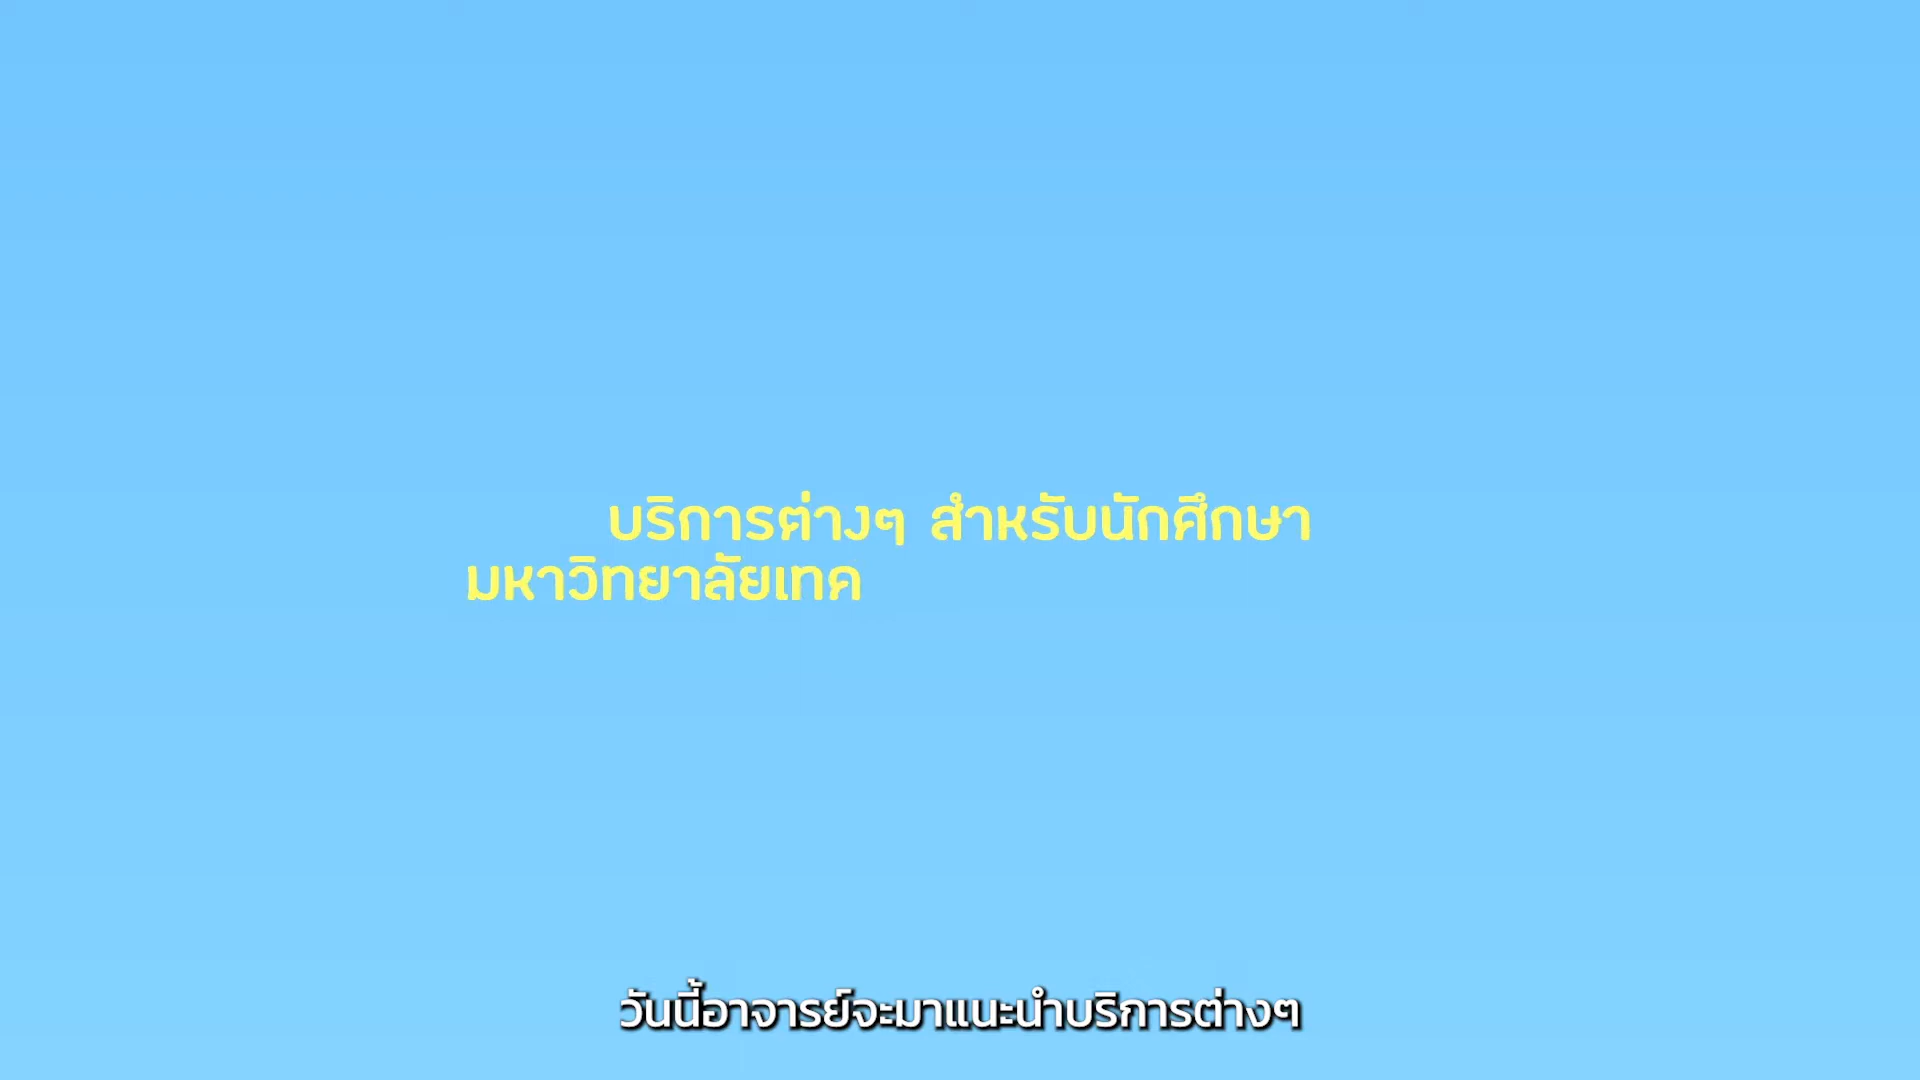 บริการต่างๆ สำหรับนักศึกษา
มหาวิทยาลัยเทค
วันนี้อาจารย์จะมาแนะนำบริการต่างๆ